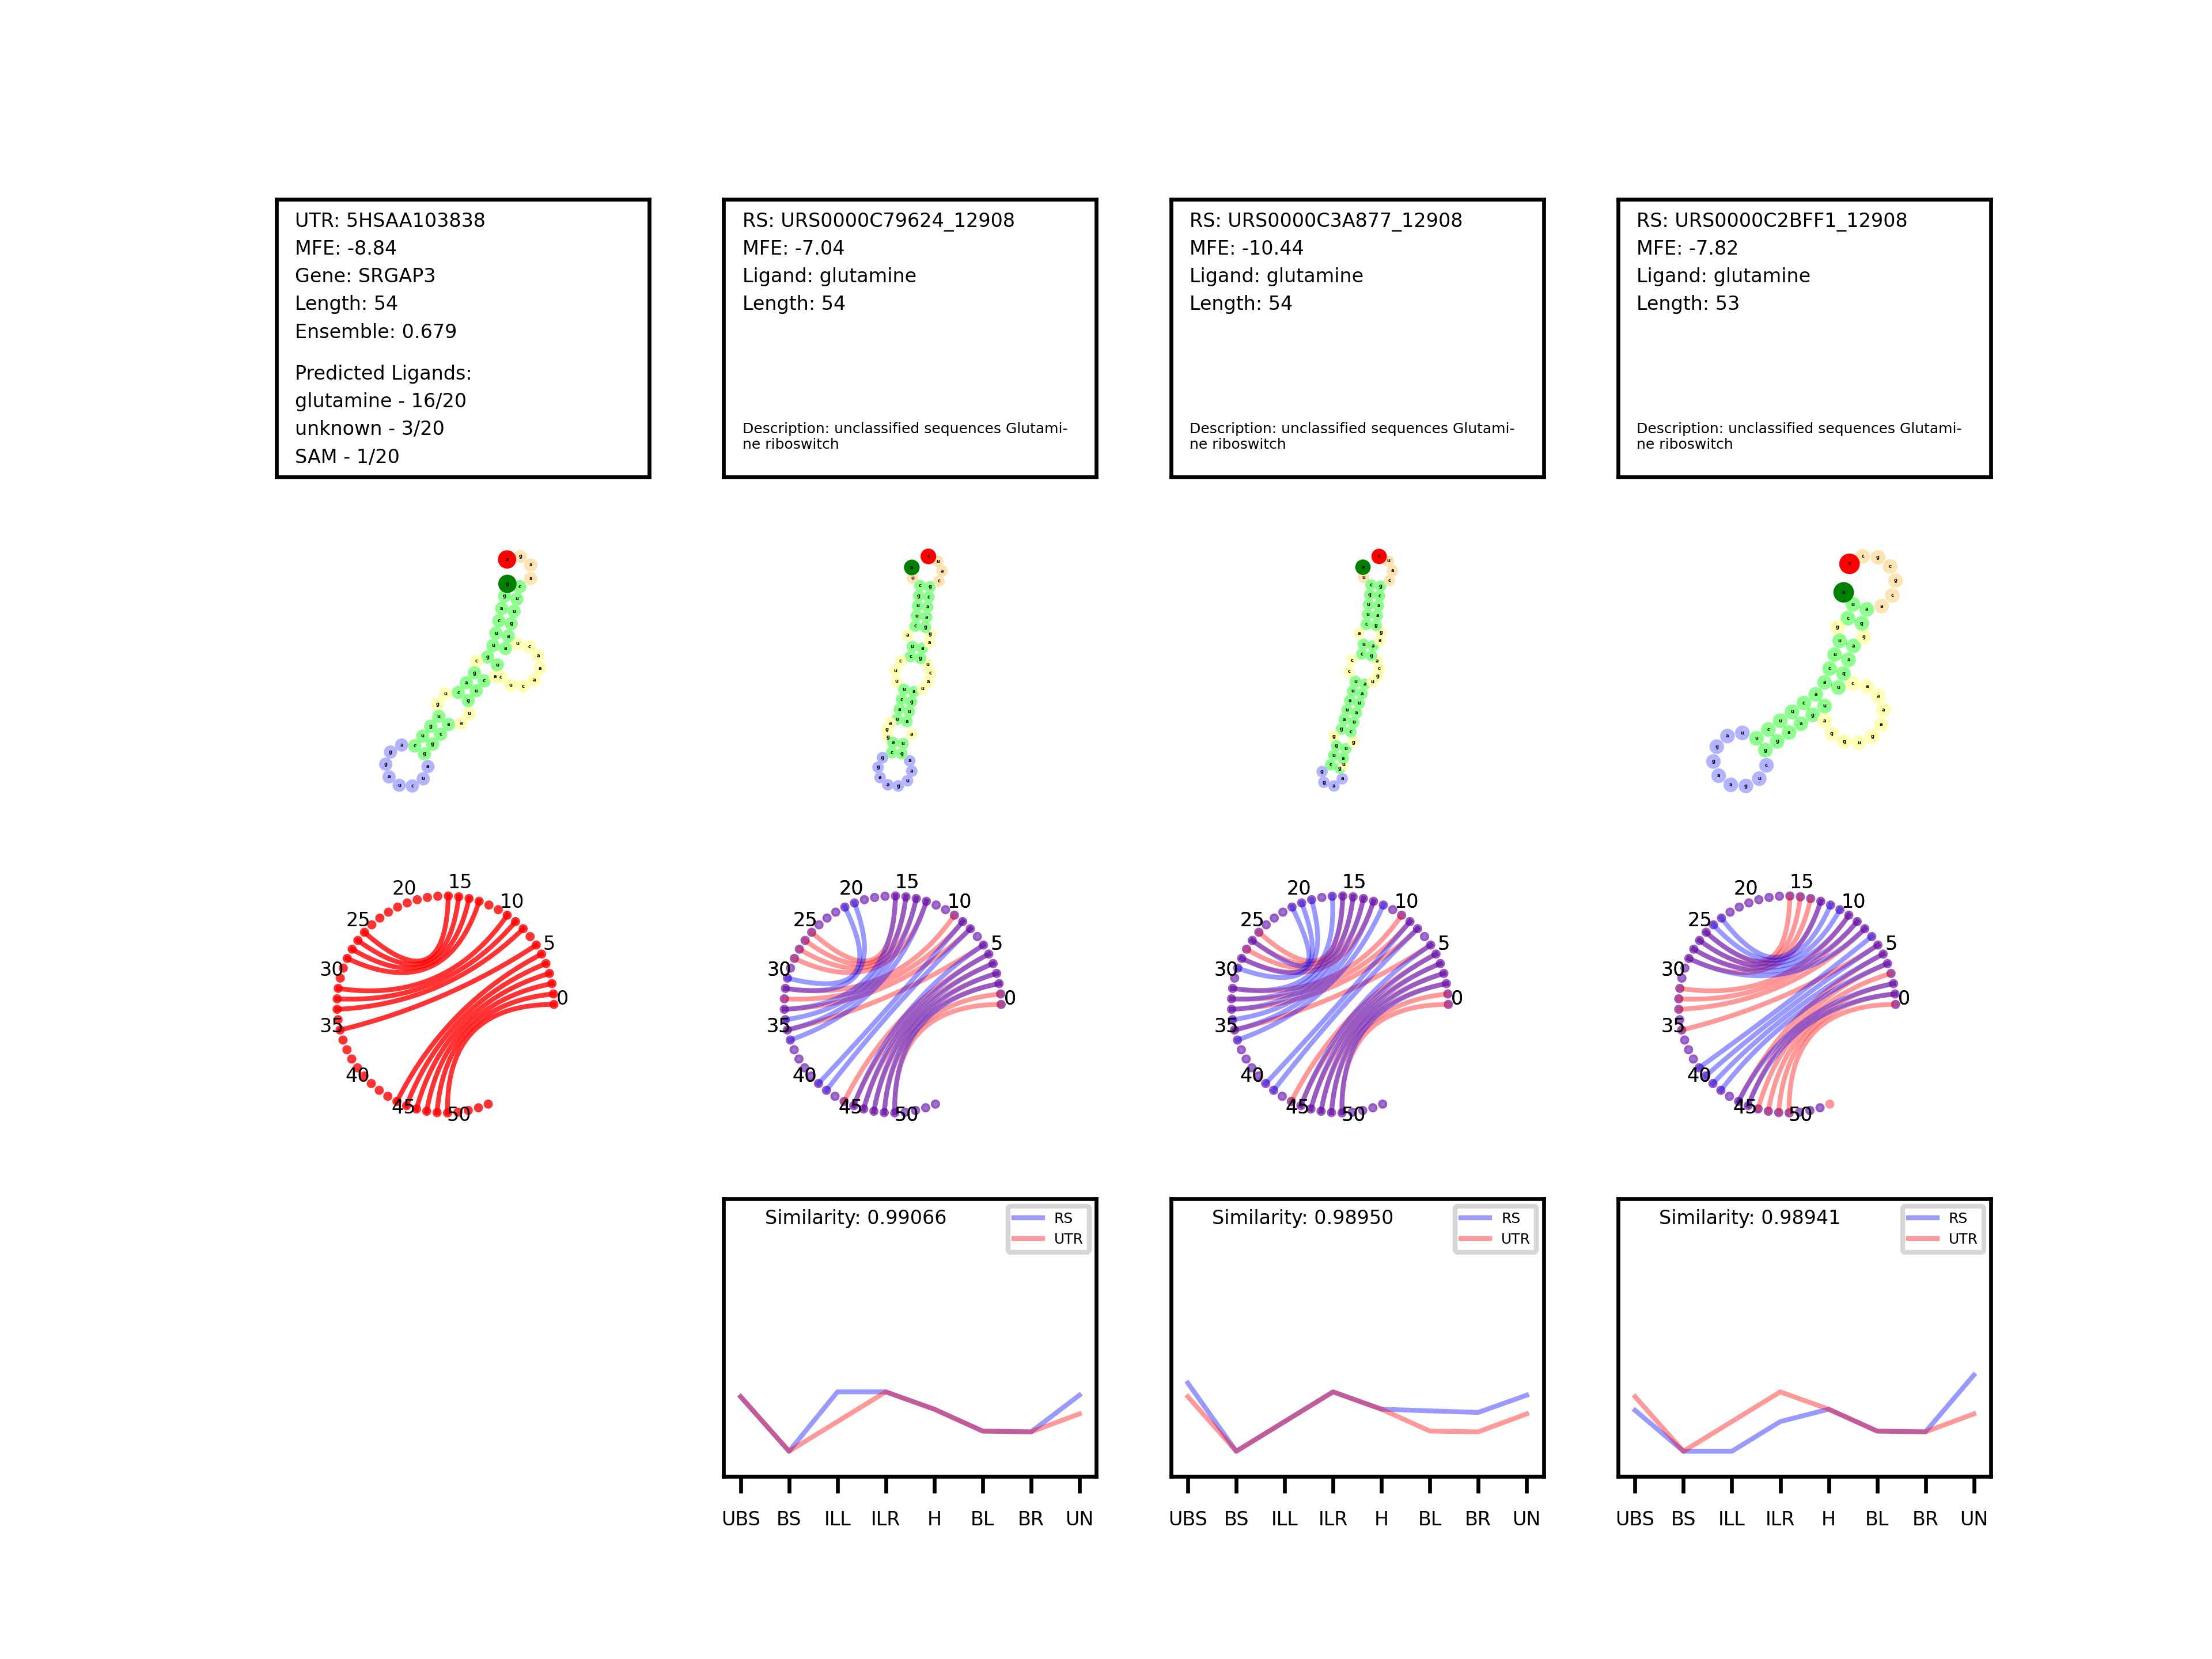 UTR: 5HSAA103838
MFE: -8.84
Gene: SRGAP3
Length: 54
Ensemble: 0.679
Predicted Ligands:
glutamine - 16/20
unknown - 3/20
SAM - 1/20
RS: URS0000C79624_12908
MFE: -7.04
Ligand: glutamine
Length: 54
Description: unclassified sequences Glutami-
ne riboswitch
RS: URS0000C3A877_12908
MFE: -10.44
Ligand: glutamine
Length: 54
Description: unclassified sequences Glutami-
ne riboswitch
RS: URS0000C2BFF1_12908
MFE: -7.82
Ligand: glutamine
Length: 53
Description: unclassified sequences Glutami-
ne riboswitch
0
5
10
15
20
25
30
35
40
45
50
0
5
10
15
20
25
30
35
40
45
50
0
5
10
15
20
25
30
35
40
45
50
0
5
10
15
20
25
30
35
40
45
50
Similarity: 0.99066
RS
UTR
UBS BS ILL ILR H BL BR UN
Similarity: 0.98950
RS
UTR
UBS BS ILL ILR H BL BR UN
Similarity: 0.98941
RS
UTR
UBS BS ILL ILR H BL BR UN